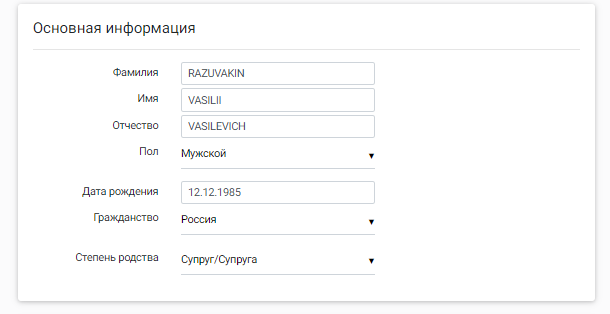 Основная информация
Фамилия RAZUVAKIN
Имя VASILII
Отчество VASILEVICH
Пол Мужской
Дата рождения 12.12.1985
Гражданство Россия
Степень родства Супруг/Супруга